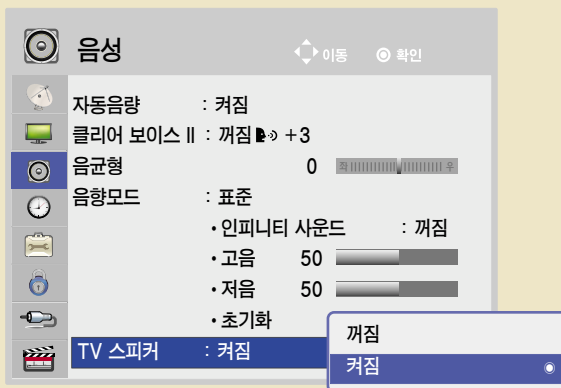 음성 이동 확인
자동음량 : 켜짐
클리어 보이스 II : 꺼짐 +3
음균형 0 좌 우
음향모드 : 표준
• 인피니티 사운드 : 꺼짐
• 고음 50
• 저음 50
• 초기화
TV 스피커 : 켜짐
꺼짐
켜짐